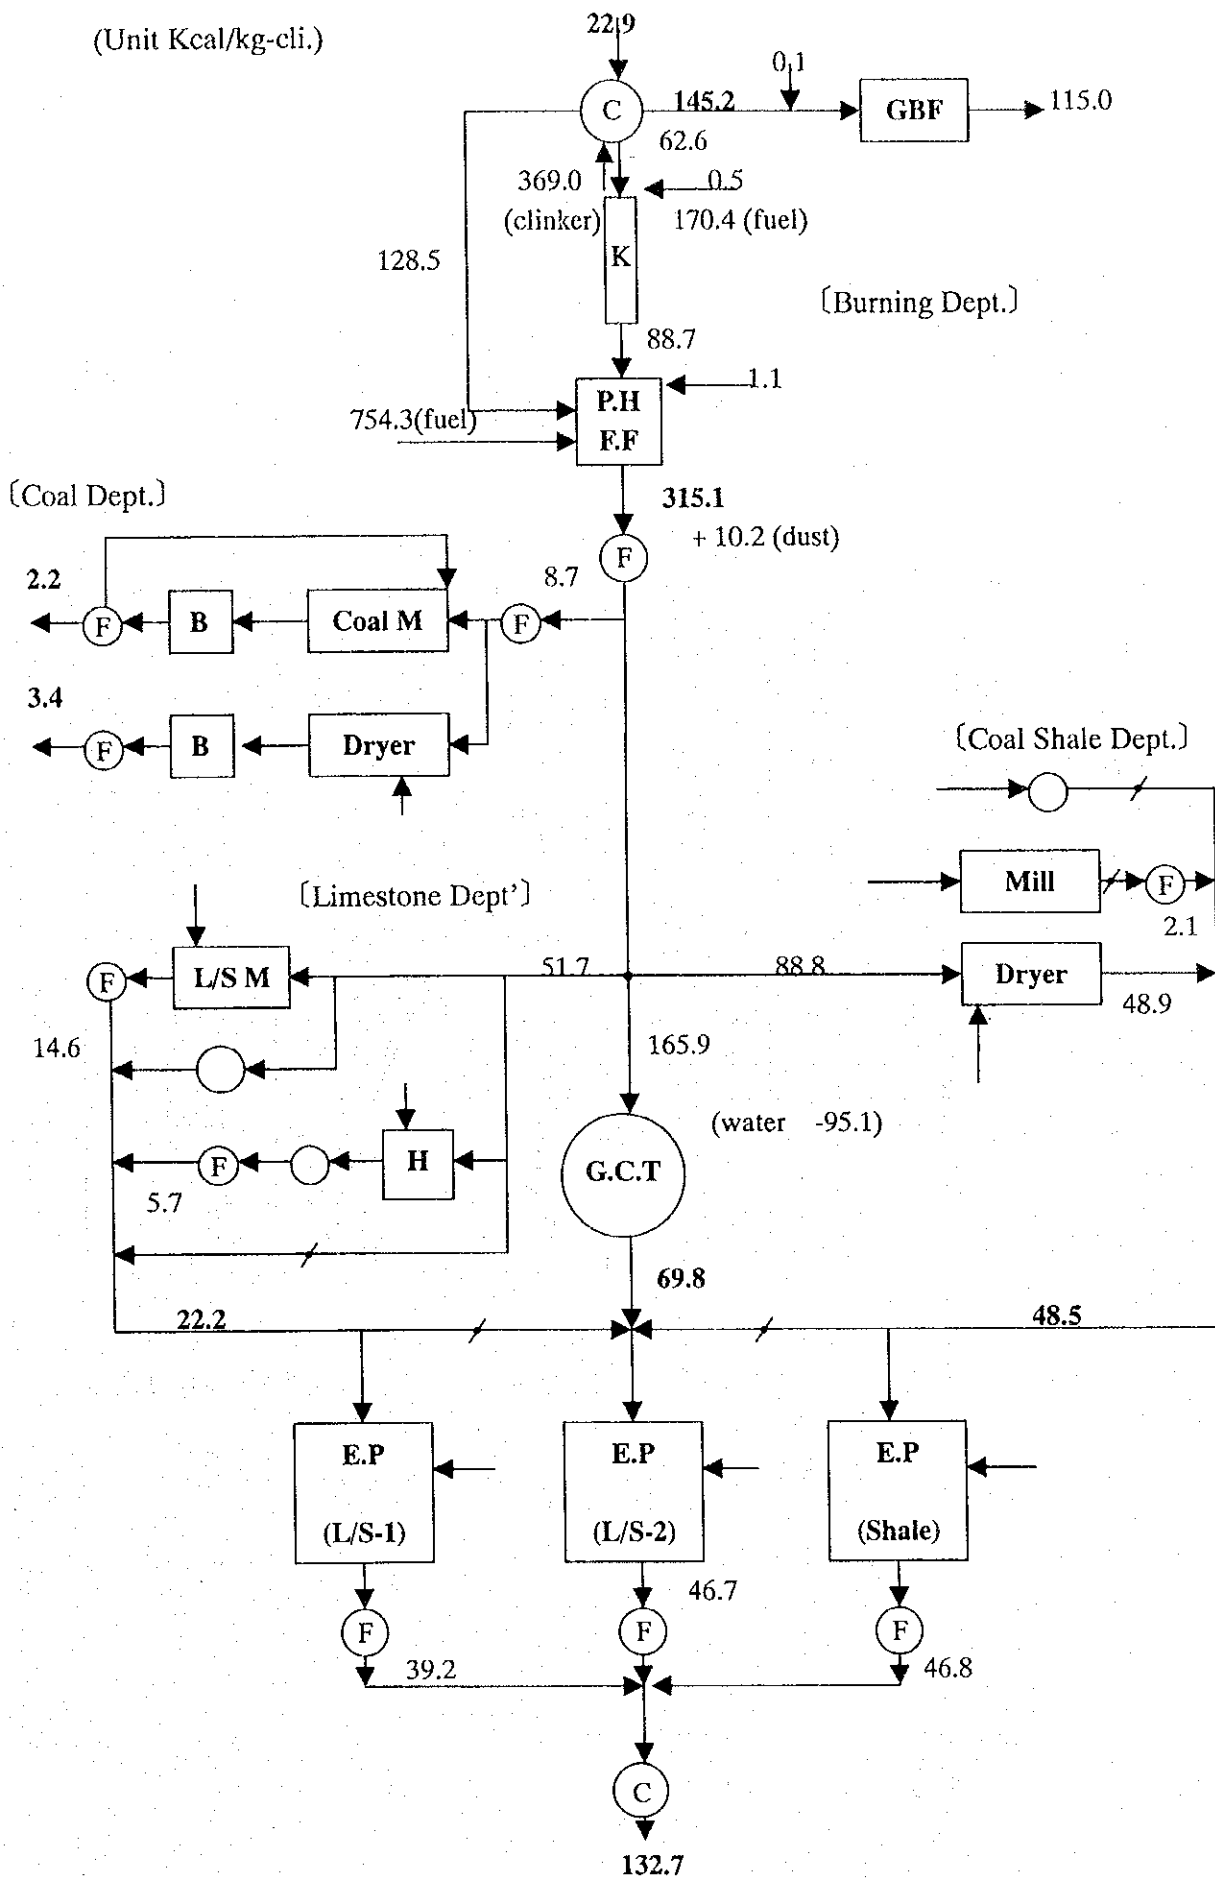 (Unit Kcal/kg-cli.)
22.9
0.1
C
145.2
GBF
115.0
62.6
369.0
(clinker)
0.5
170.4 (fuel)
K
128.5
〔Burning Dept.〕
88.7
1.1
P.H
F.F
754.3(fuel)
〔Coal Dept.〕
315.1
+ 10.2 (dust)
F
8.7
2.2
F
B
Coal M
F
3.4
F
B
Dryer
〔Coal Shale Dept.〕
Mill
F
2.1
〔Limestone Dept'〕
F
L/S M
51.7
88.8
Dryer
48.9
14.6
165.9
(water -95.1)
G.C.T
F
H
5.7
69.8
22.2
48.5
E.P
(L/S-1)
E.P
(L/S-2)
E.P
(Shale)
46.7
F
F
F
39.2
46.8
C
132.7